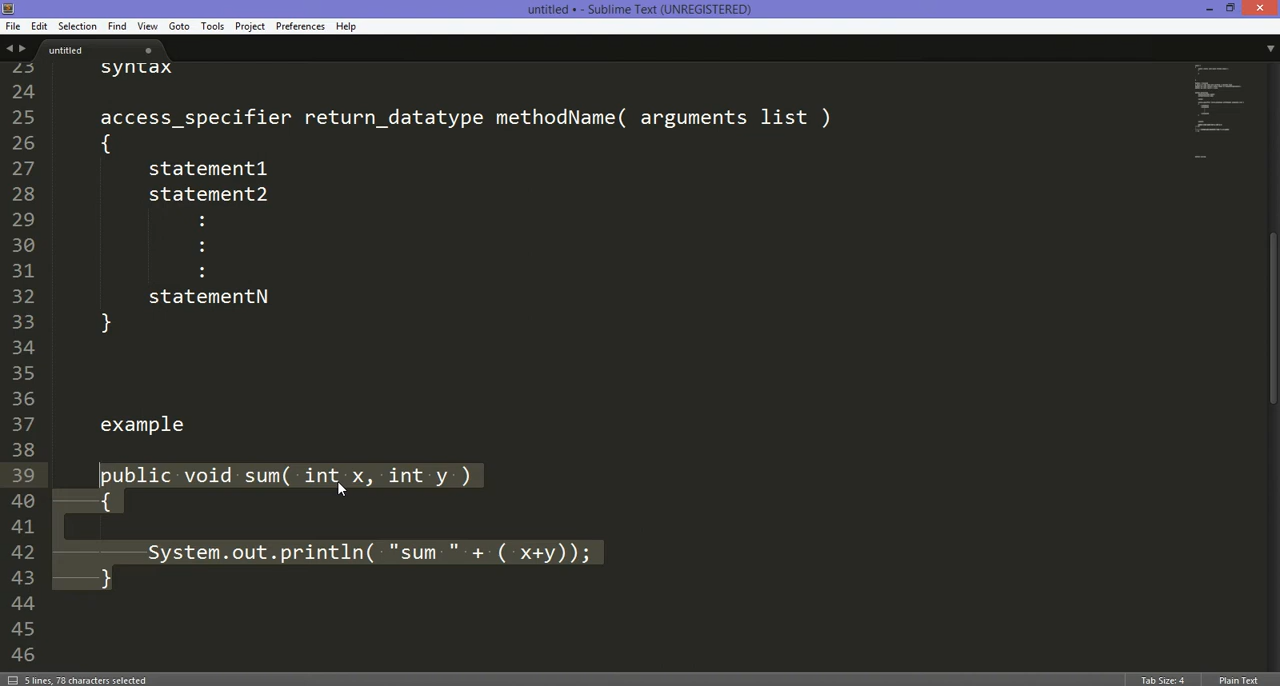 untitled • - Sublime Text (UNREGISTERED)
File Edit Selection Find View Goto Tools Project Preferences Help
untitled
23 syntax
24
25 access_specifier return_datatype methodName( arguments list )
26 {
27 statement1
28 statement2
29 :
30 :
31 :
32 statementN
33 }
34
35
36
37 example
38
39 public void sum( int x, int y )
40 {
41
42 System.out.println( "sum " + ( x+y));
43 }
44
45
46
5 lines, 78 characters selected Tab Size: 4 Plain Text